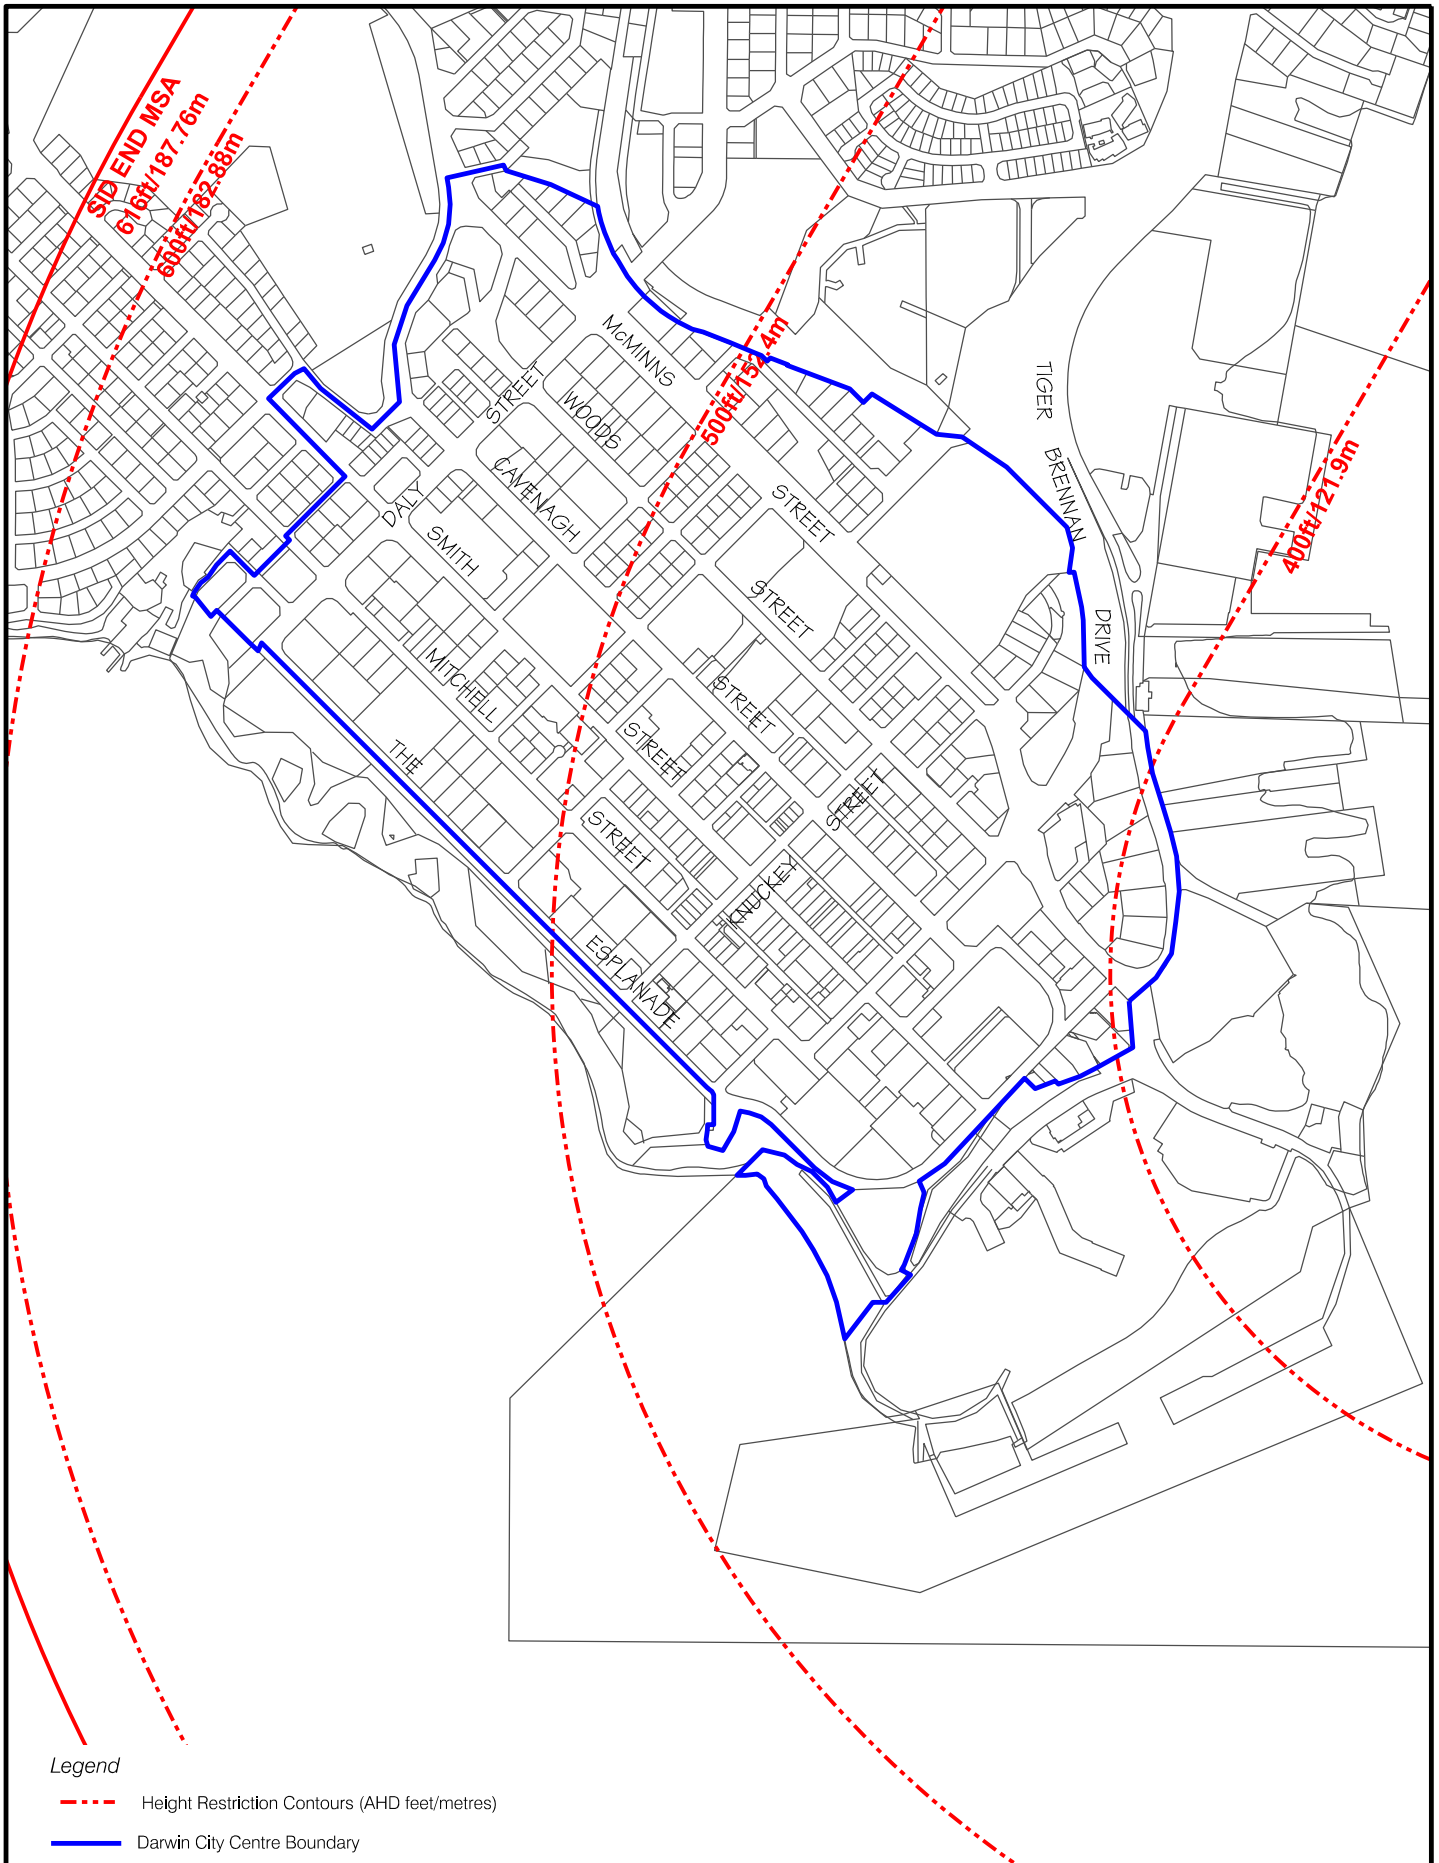 SID END MSA
616ft/187.76m
600ft/182.88m
500ft/152.4m
400ft/121.9m
McMINNS
STREET
WOODS
STREET
CAVENAGH
STREET
SMITH
STREET
MITCHELL
STREET
THE
ESPLANADE
DALY
STREET
KNUCKEY
STREET
TIGER
BRENNAN
DRIVE
Legend
Height Restriction Contours (AHD feet/metres)
Darwin City Centre Boundary